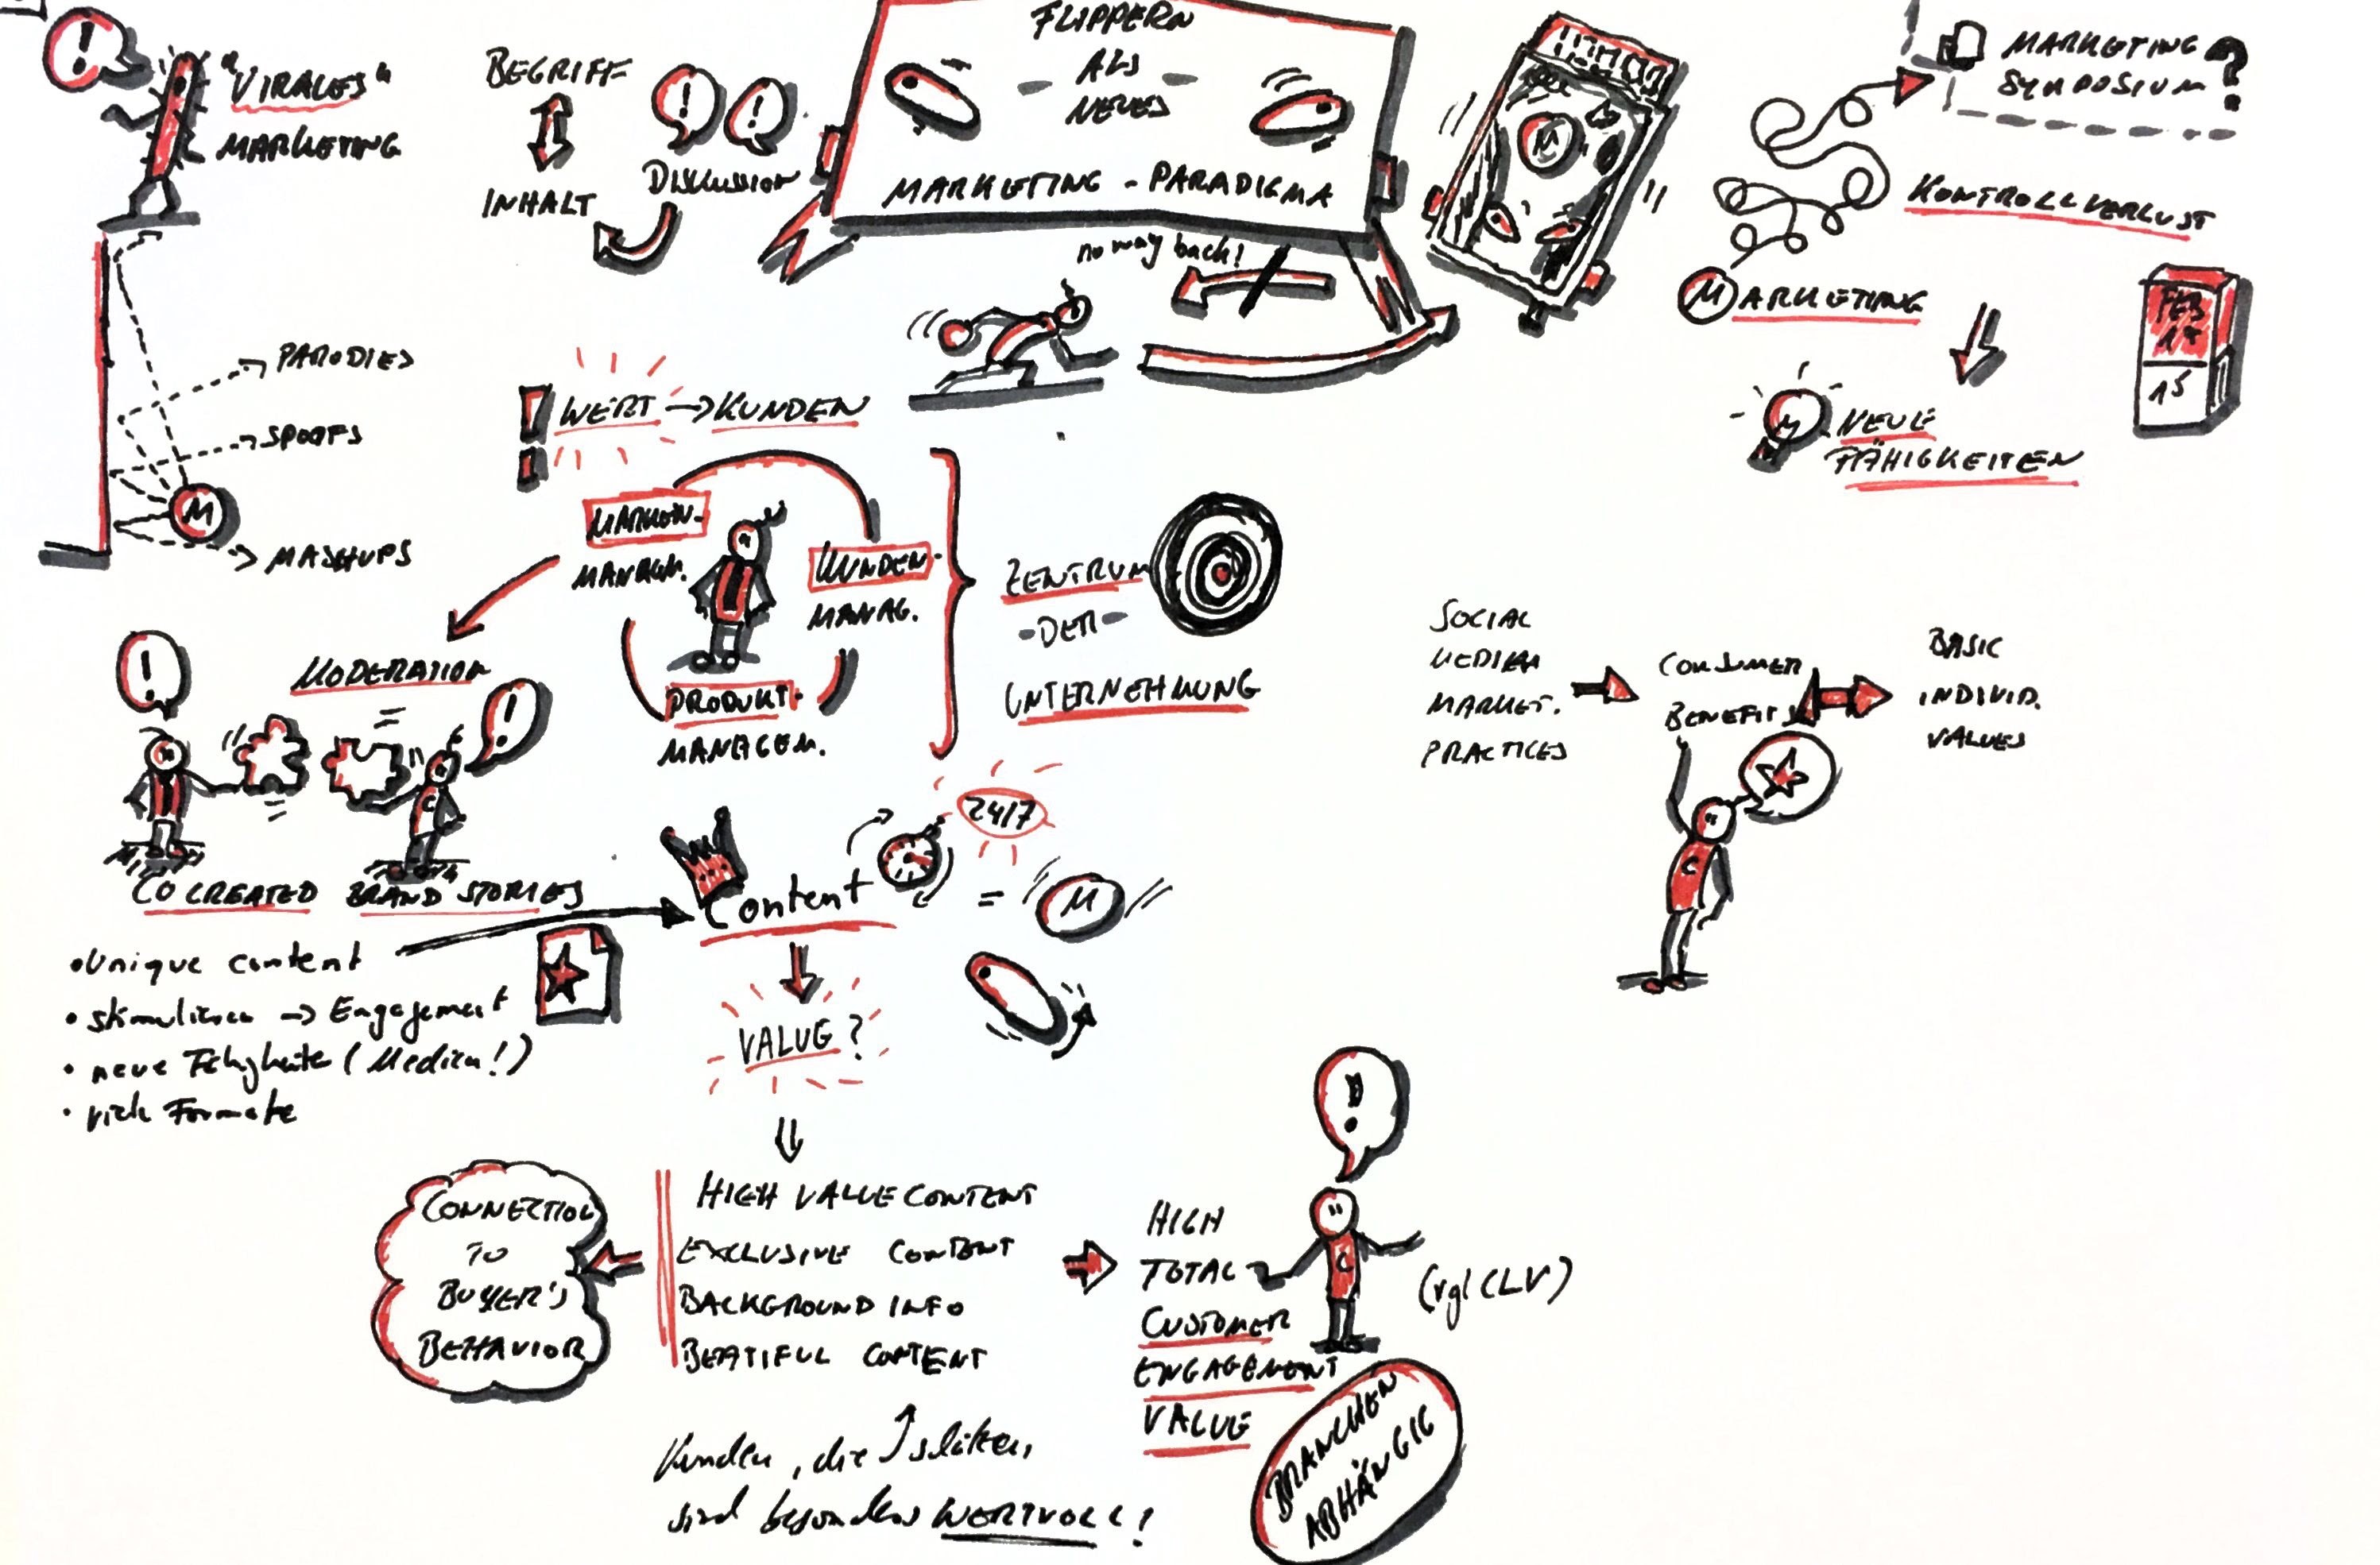 !
"VIRALES"
MARKETING
BEGRIFF
INHALT
! !
DISKUSSION
FLIPPERN
ALS
NEUES
MARKETING - PARADIGMA
no way back!
M
MARKETING
SYMPOSIUM ?
KONTROLLVERLUST
MARKETING
NEUE
FÄHIGKEITEN
FEB
15
PARODIES
SPOOFS
M
MASHUPS
! WERT → KUNDEN
MARKEN-
MANAGM.
KUNDEN-
MANAG.
PRODUKT-
MANAGEM.
ZENTRUM
- DER -
UNTERNEHMUNG
SOCIAL
MEDIA
MARKET.
PRACTICES
CONSUMER
BENEFITS
BASIC
INDIVID.
VALUES
C
!
MODERATION
!
C
CO CREATED BRAND STORIES
• Unique content
• stimulieren → Engagement
• neue Fähigkeite (Medien!)
• viele Formate
Content
24/7
= M
VALUE?
CONNECTION
TO
BUYER'S
BEHAVIOR
HIGH VALUE CONTENT
EXCLUSIVE CONTENT
BACKGROUND INFO
BEATIFUL CONTENT
HIGH
TOTAL
CUSTOMER
ENGAGEMENT
VALUE
!
C
(vgl CLV)
BRANCHEN
ABHÄNGIG
Kunden, die
sind besonders WERTVOLL!